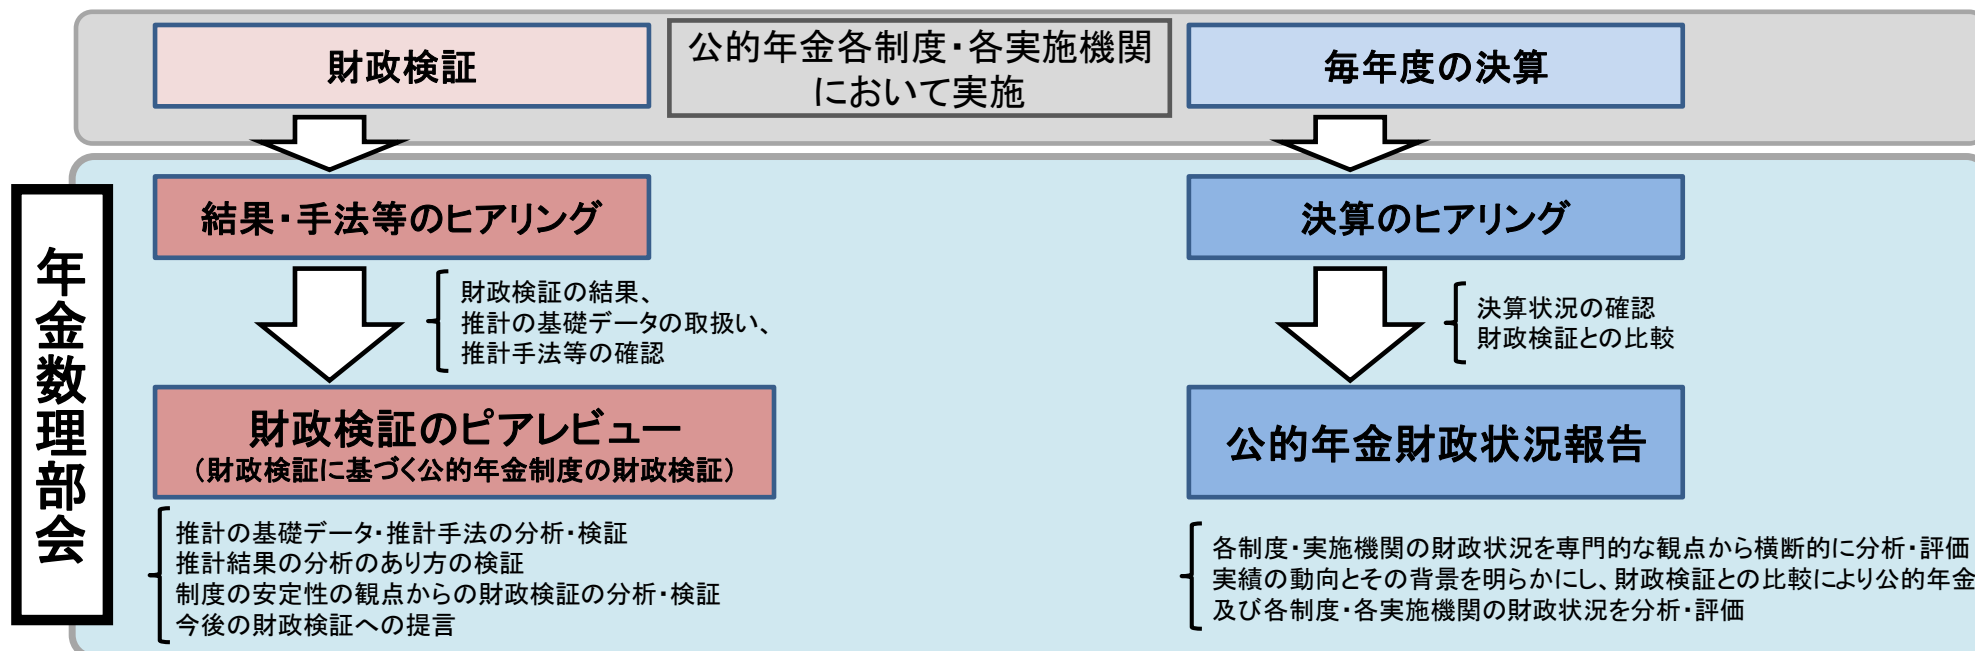 財政検証
公的年金各制度・各実施機関
において実施
毎年度の決算
年金数理部会
結果・手法等のヒアリング
財政検証の結果、
推計の基礎データの取扱い、
推計手法等の確認
財政検証のピアレビュー
（財政検証に基づく公的年金制度の財政検証）
推計の基礎データ・推計手法の分析・検証
推計結果の分析のあり方の検証
制度の安定性の観点からの財政検証の分析・検証
今後の財政検証への提言
決算のヒアリング
決算状況の確認
財政検証との比較
公的年金財政状況報告
各制度・実施機関の財政状況を専門的な観点から横断的に分析・評価
実績の動向とその背景を明らかにし、財政検証との比較により公的年金
及び各制度・各実施機関の財政状況を分析・評価